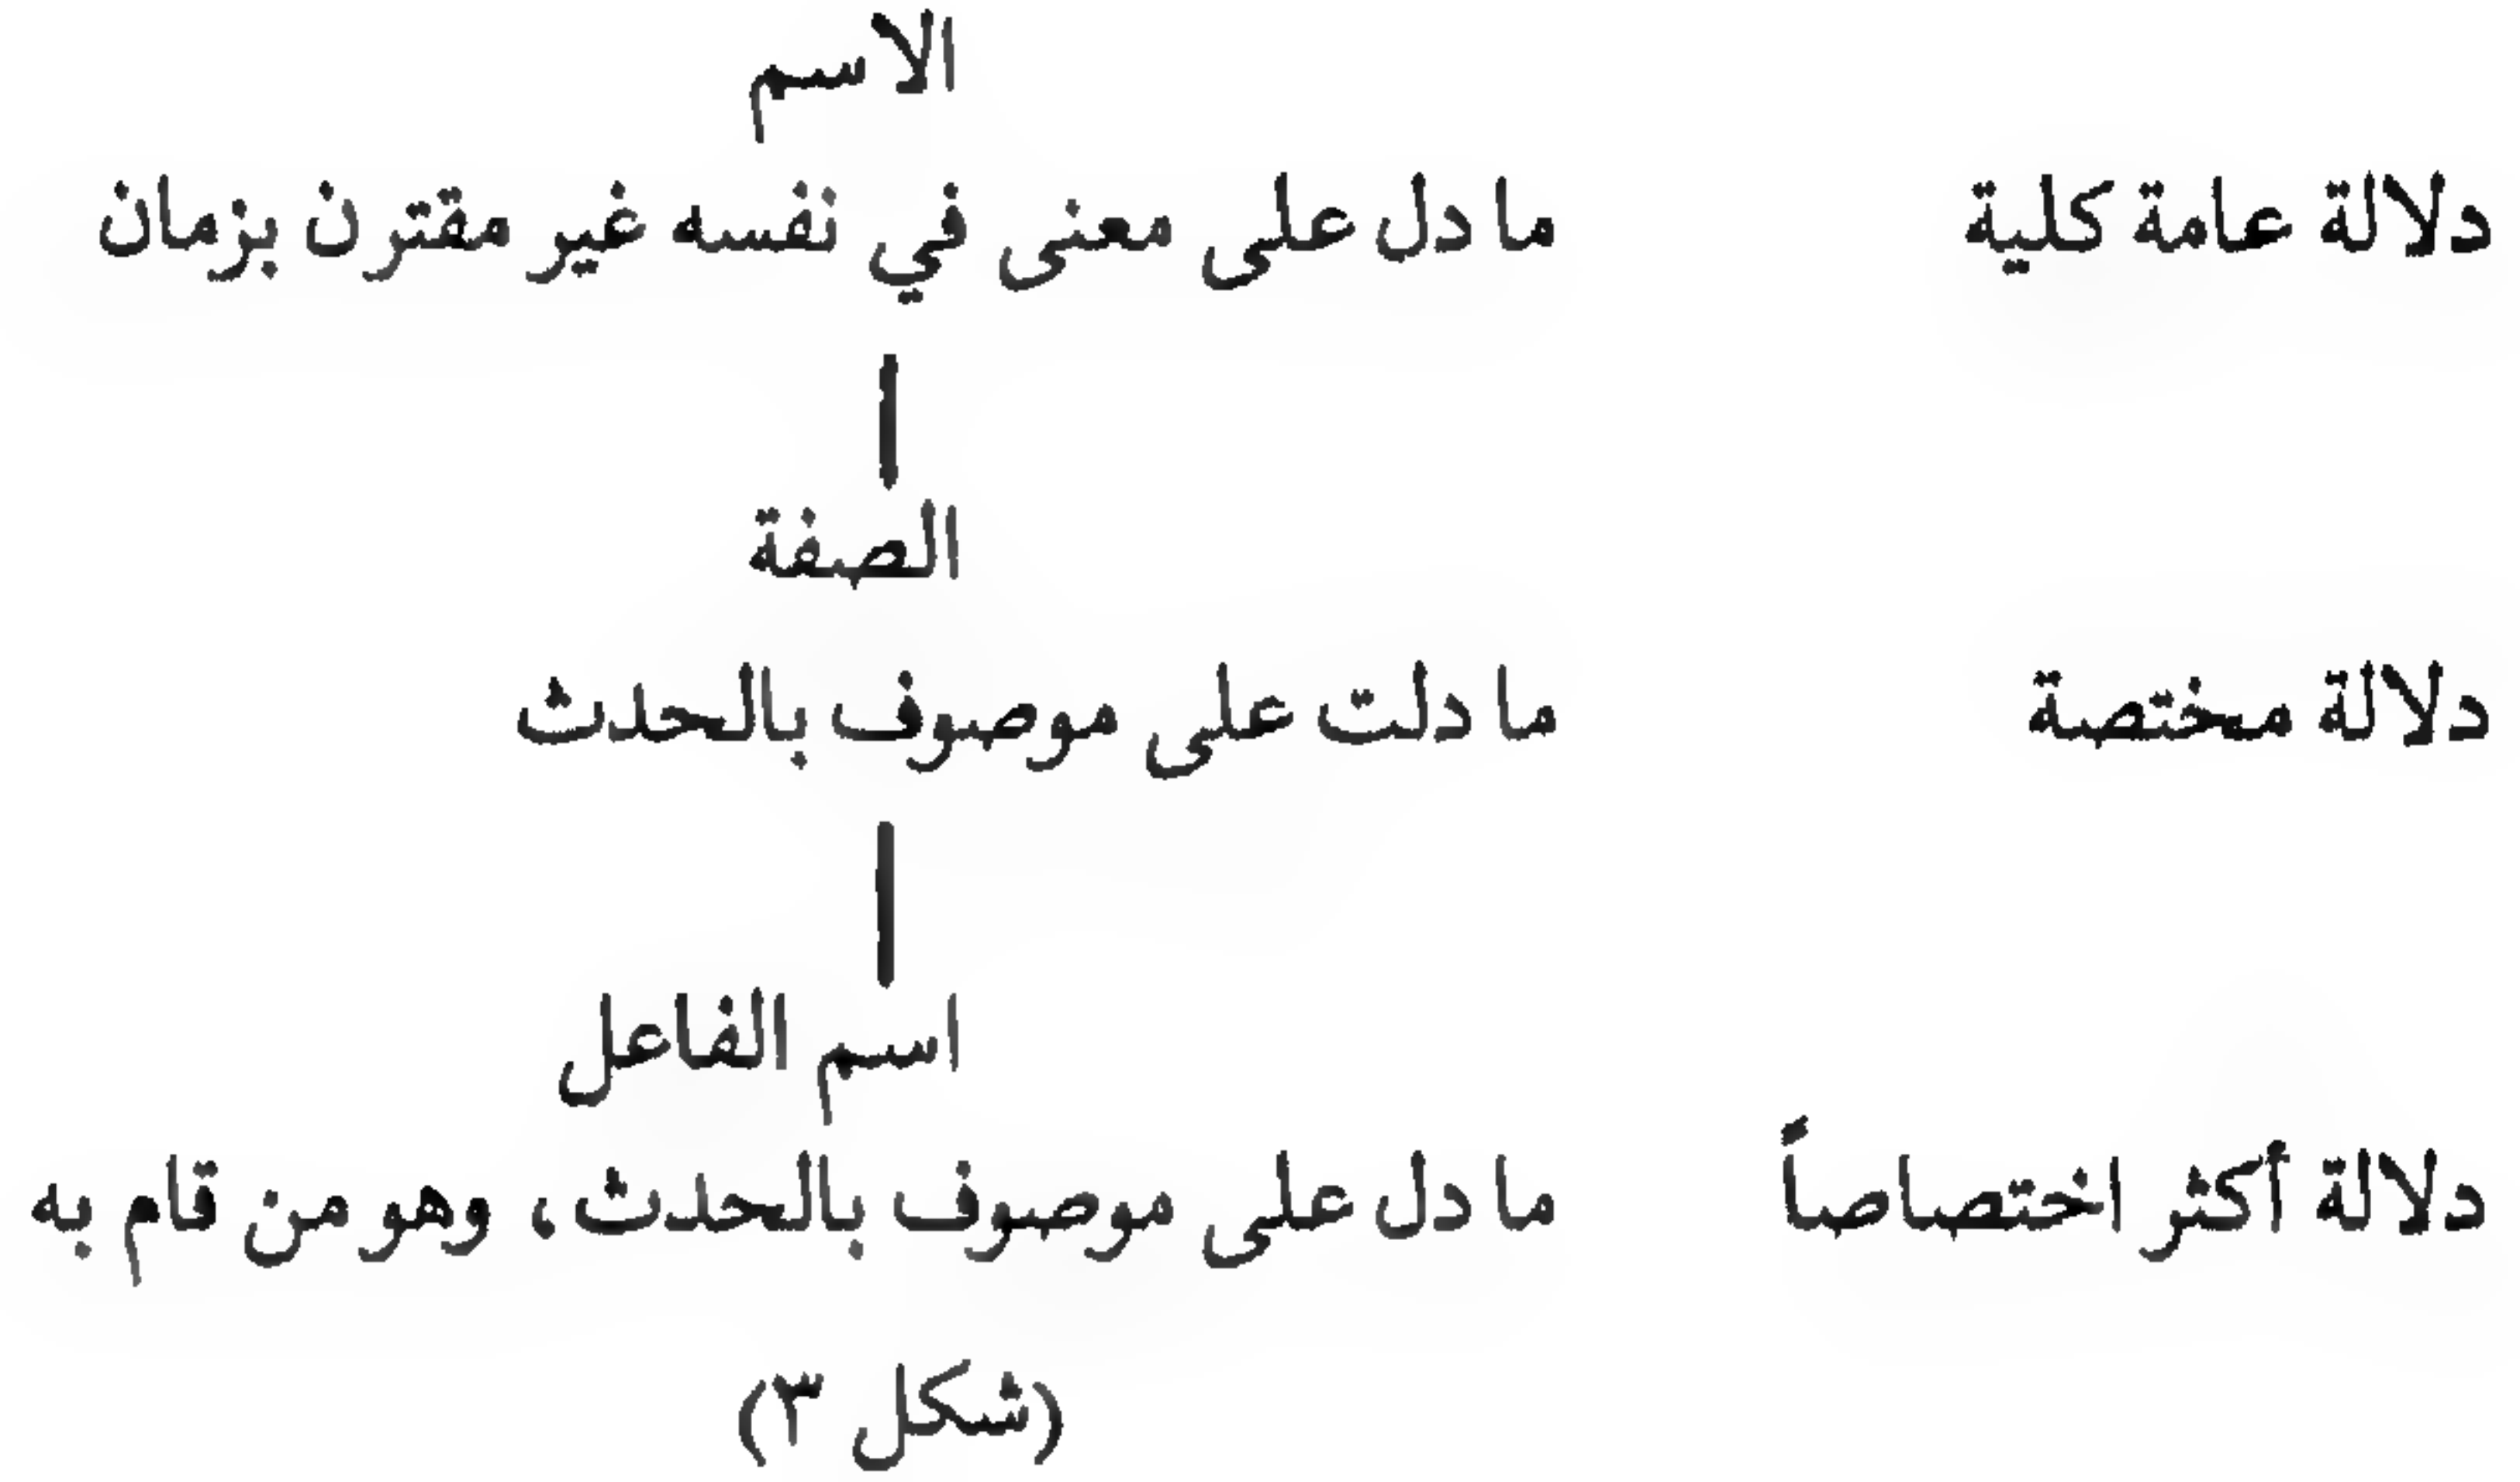 الاسم
دلالة عامة كلية ما دل على معنى في نفسه غير مقترن بزمان
الصفة
دلالة مختصة ما دلت على موصوف بالحدث
اسم الفاعل
دلالة أكثر اختصاصاً ما دل على موصوف بالحدث، وهو من قام به
(شكل ٣)